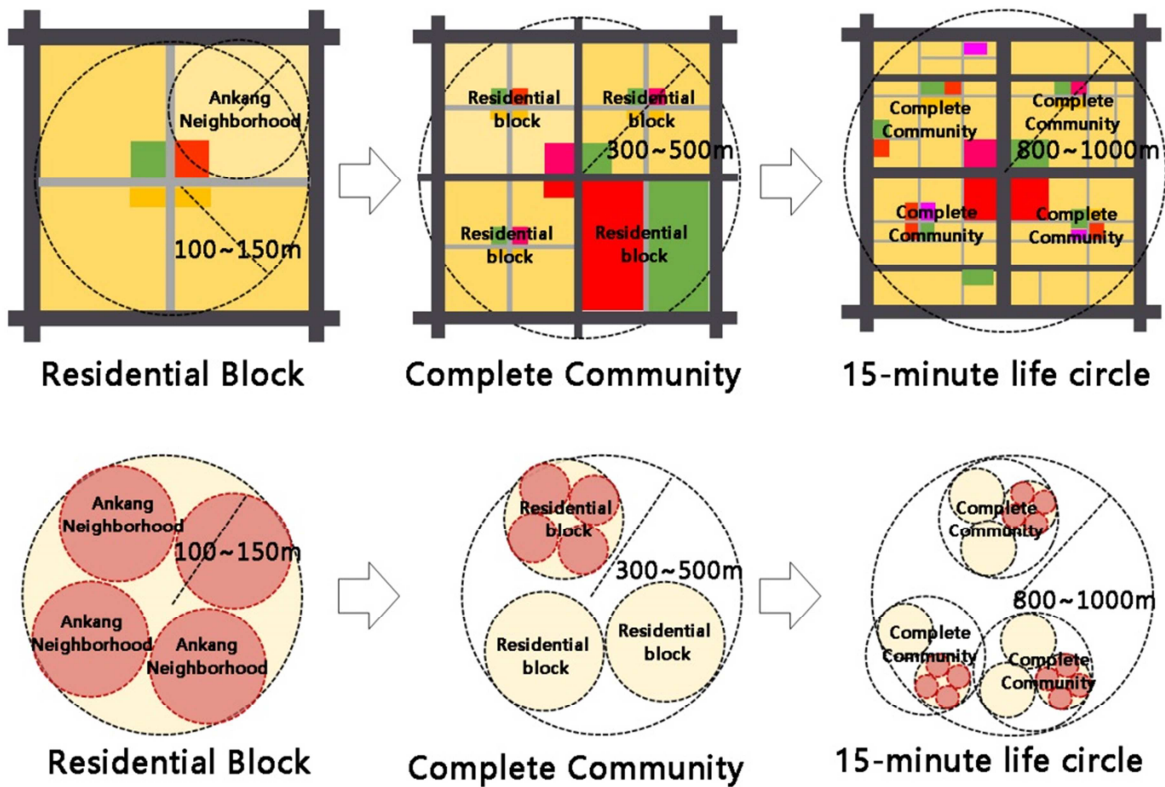 Ankang
Neighborhood
100~150m
Residential
block
Residential
block
300~500m
Residential
block
Residential
block
Complete
Community
Complete
Community
800~1000m
Complete
Community
Complete
Community
Residential Block
Complete Community
15-minute life circle
Ankang
Neighborhood
100~150m
Ankang
Neighborhood
Ankang
Neighborhood
Residential
block
300~500m
Residential
block
Residential
block
Complete
Community
800~1000m
Complete
Community
Complete
Community
Residential Block
Complete Community
15-minute life circle